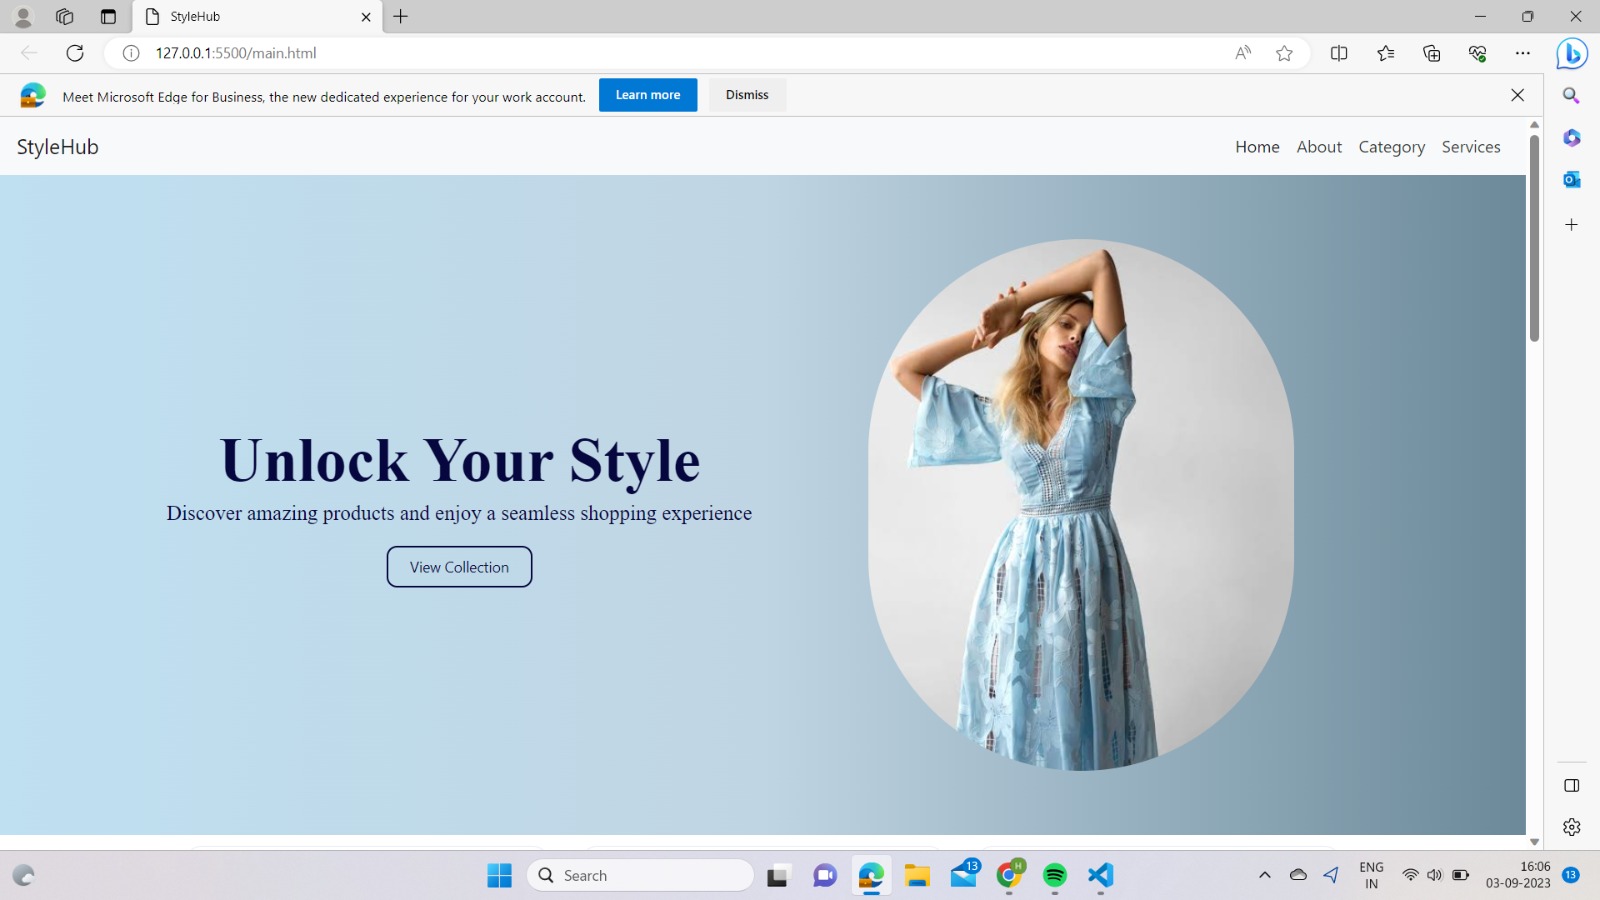 StyleHub
127.0.0.1:5500/main.html
Meet Microsoft Edge for Business, the new dedicated experience for your work account. Learn more Dismiss
StyleHub Home About Category Services
Unlock Your Style
Discover amazing products and enjoy a seamless shopping experience
View Collection
Search 13 H ENG 16:06
IN 03-09-2023 13